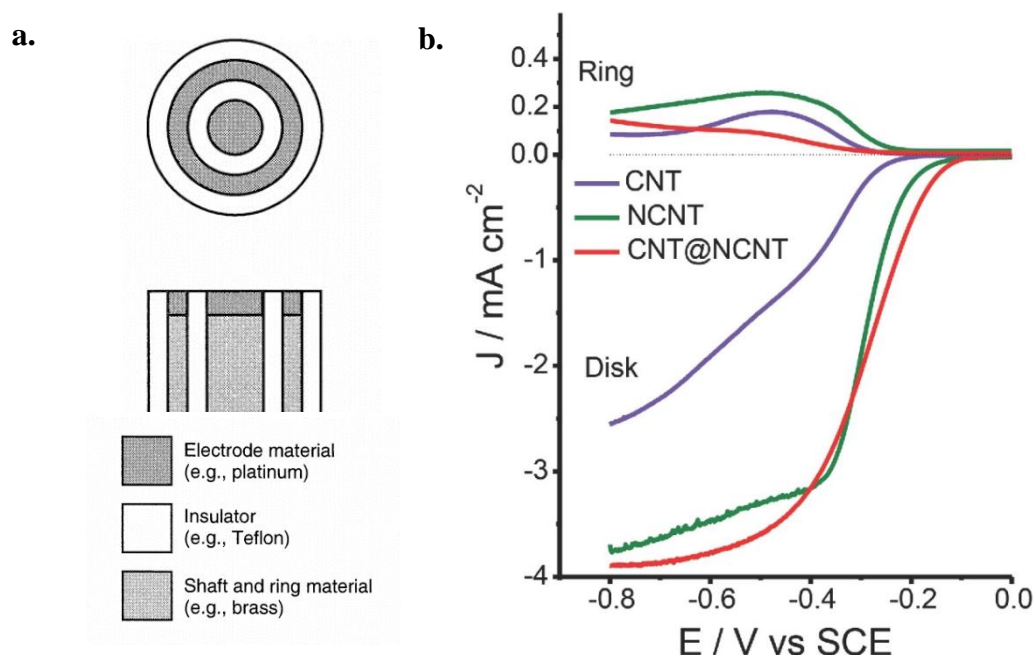 a.
Electrode material
(e.g., platinum)
Insulator
(e.g., Teflon)
Shaft and ring material
(e.g., brass)
b.
0.4
Ring
0.2
0.0
CNT
NCNT
CNT@NCNT
-1
-2
Disk
-3
-4
J / mA cm⁻²
-0.8
-0.6
-0.4
-0.2
0.0
E / V vs SCE